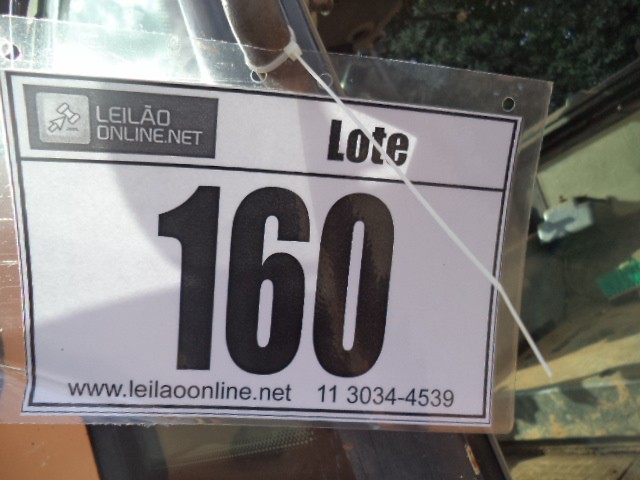 LEILÃO
ONLINE.NET
Lote
160
www.leilaoonline.net 11 3034-4539